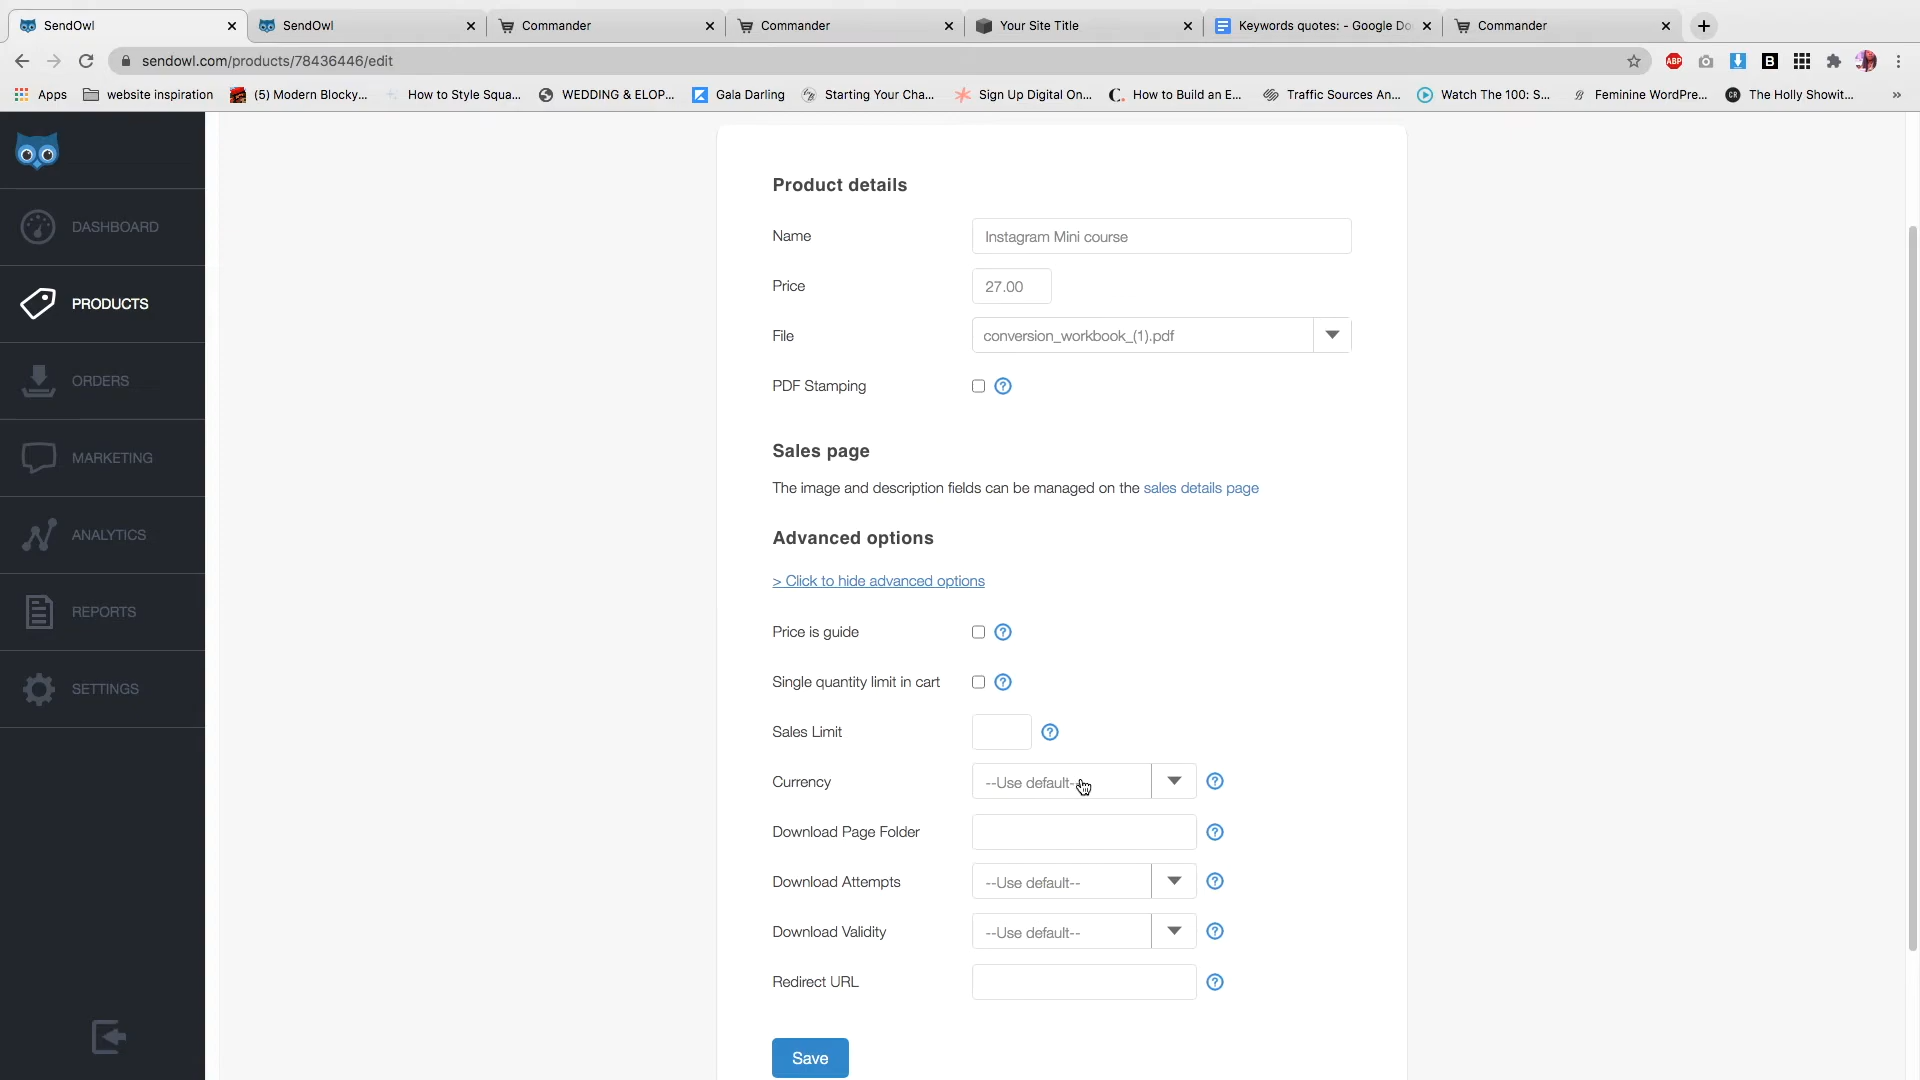 SendOwl
SendOwl
Commander
Commander
Your Site Title
Keywords quotes: - Google Do
Commander
sendowl.com/products/78436446/edit
ABP
B
Apps
website inspiration
(5) Modern Blocky...
How to Style Squa...
WEDDING & ELOP...
Gala Darling
Starting Your Cha...
Sign Up Digital On...
How to Build an E...
Traffic Sources An...
Watch The 100: S...
Feminine WordPre...
CR
The Holly Showit...
»
DASHBOARD
PRODUCTS
ORDERS
MARKETING
ANALYTICS
REPORTS
SETTINGS
Product details
Name
Instagram Mini course
Price
27.00
File
conversion_workbook_(1).pdf
PDF Stamping
?
Sales page
The image and description fields can be managed on the sales details page
Advanced options
> Click to hide advanced options
Price is guide
?
Single quantity limit in cart
?
Sales Limit
?
Currency
--Use default--
?
Download Page Folder
?
Download Attempts
--Use default--
?
Download Validity
--Use default--
?
Redirect URL
?
Save